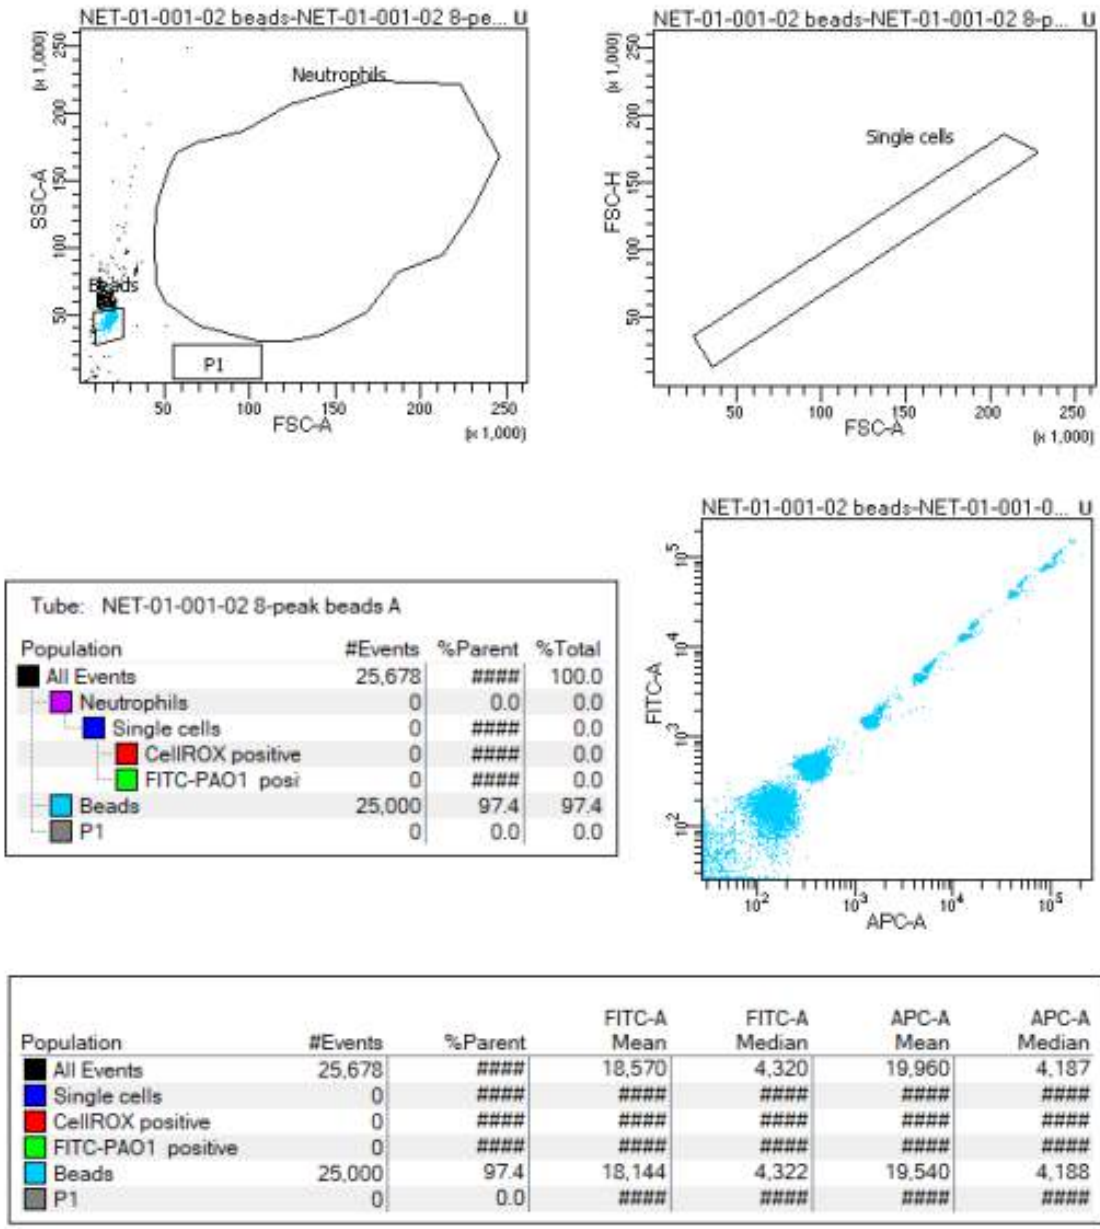 NET-01-001-02 beads-NET-01-001-02 8-pe... U
(x 1,000)
250
200
150
100
50
SSC-A
Neutrophils
Beads
P1
50 100 150 200 250
FSC-A
(x 1,000)
NET-01-001-02 beads-NET-01-001-02 8-p... U
(x 1,000)
250
200
150
100
50
FSC-H
Single cells
50 100 150 200 250
FSC-A
(x 1,000)
NET-01-001-02 beads-NET-01-001-0... U
10^5
10^4
10^3
10^2
FITC-A
10^2 10^3 10^4 10^5
APC-A
Tube: NET-01-001-02 8-peak beads A
Population #Events %Parent %Total
All Events 25,678 #### 100.0
Neutrophils 0 0.0 0.0
Single cells 0 #### 0.0
CellROX positive 0 #### 0.0
FITC-PAO1 posi 0 #### 0.0
Beads 25,000 97.4 97.4
P1 0 0.0 0.0
FITC-A FITC-A APC-A APC-A
Population #Events %Parent Mean Median Mean Median
All Events 25,678 #### 18,570 4,320 19,960 4,187
Single cells 0 #### #### #### #### ####
CellROX positive 0 #### #### #### #### ####
FITC-PAO1 positive 0 #### #### #### #### ####
Beads 25,000 97.4 18,144 4,322 19,540 4,188
P1 0 0.0 #### #### #### ####